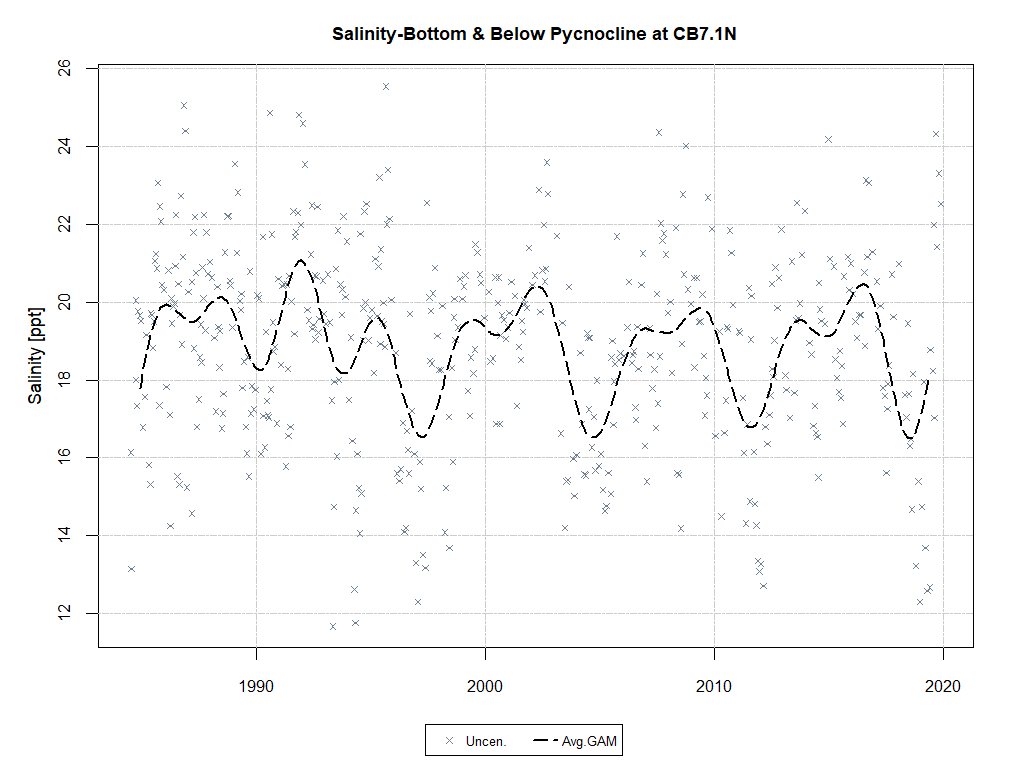 Salinity-Bottom & Below Pycnocline at CB7.1N
26
24
22
20
18
16
14
12
Salinity [ppt]
1990 2000 2010 2020
Uncen. Avg.GAM